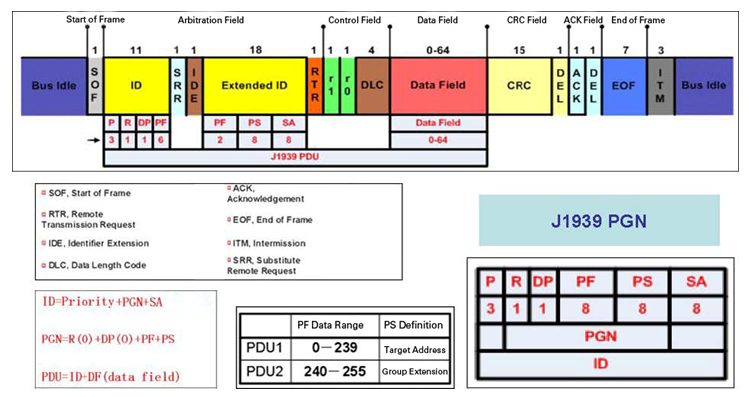 Start of Frame Arbitration Field Control Field Data Field CRC Field ACK Field End of Frame
1 11 1 1 18 1 1 1 4 0-64 15 1 1 1 7 3
Bus Idle SOF ID SRR IDE Extended ID RTR r1 r0 DLC Data Field CRC DEL ACK DEL EOF ITM Bus Idle
P R DP PF PF PS SA Data Field
3 1 1 6 2 8 8 0-64
J1939 PDU
SOF, Start of Frame
RTR, Remote
Transmission Request
IDE, Identifier Extension
DLC, Data Length Code
ACK,
Acknowledgement
EOF, End of Frame
ITM, Intermission
SRR, Substitute
Remote Request
J1939 PGN
ID=Priority+PGN+SA
PGN=R(0)+DP(0)+PF+PS
PDU=ID+DF(data field)
PF Data Range PS Definition
PDU1 0—239 Target Address
PDU2 240—255 Group Extension
P R DP PF PS SA
3 1 1 8 8 8
PGN
ID